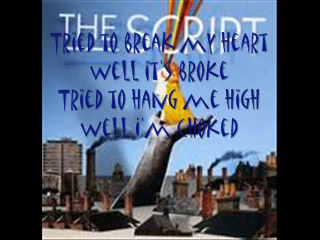 THE SCRIPT
TRiED TO BREAK MY HEART
WELL iT'S BROKE
TRiED TO HANG ME HiGH
WELL i'M CHOKED